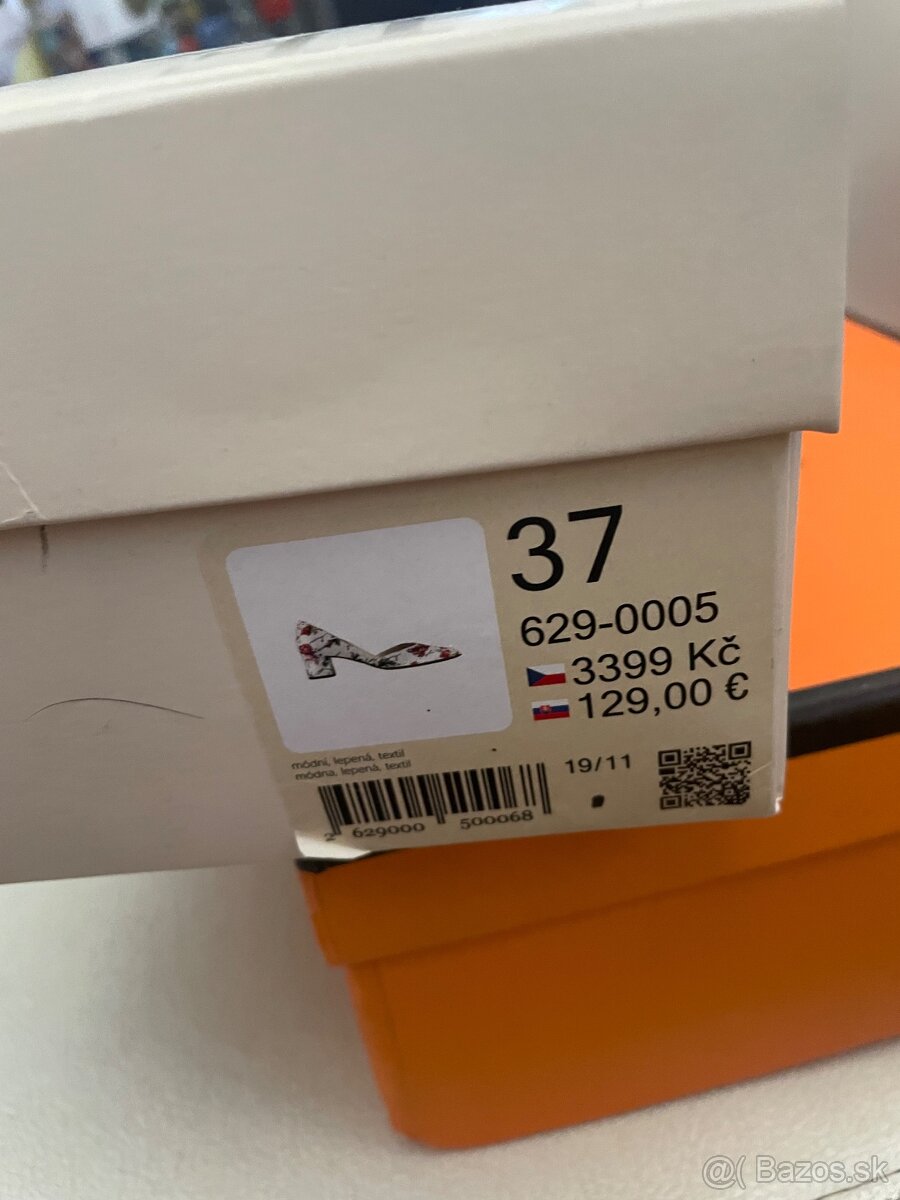 37
629-0005
3399 Kč
129,00 €
módní, lepená, textil
módna, lepená, textil
19/11
2 629000 500068
@( Bazos.sk